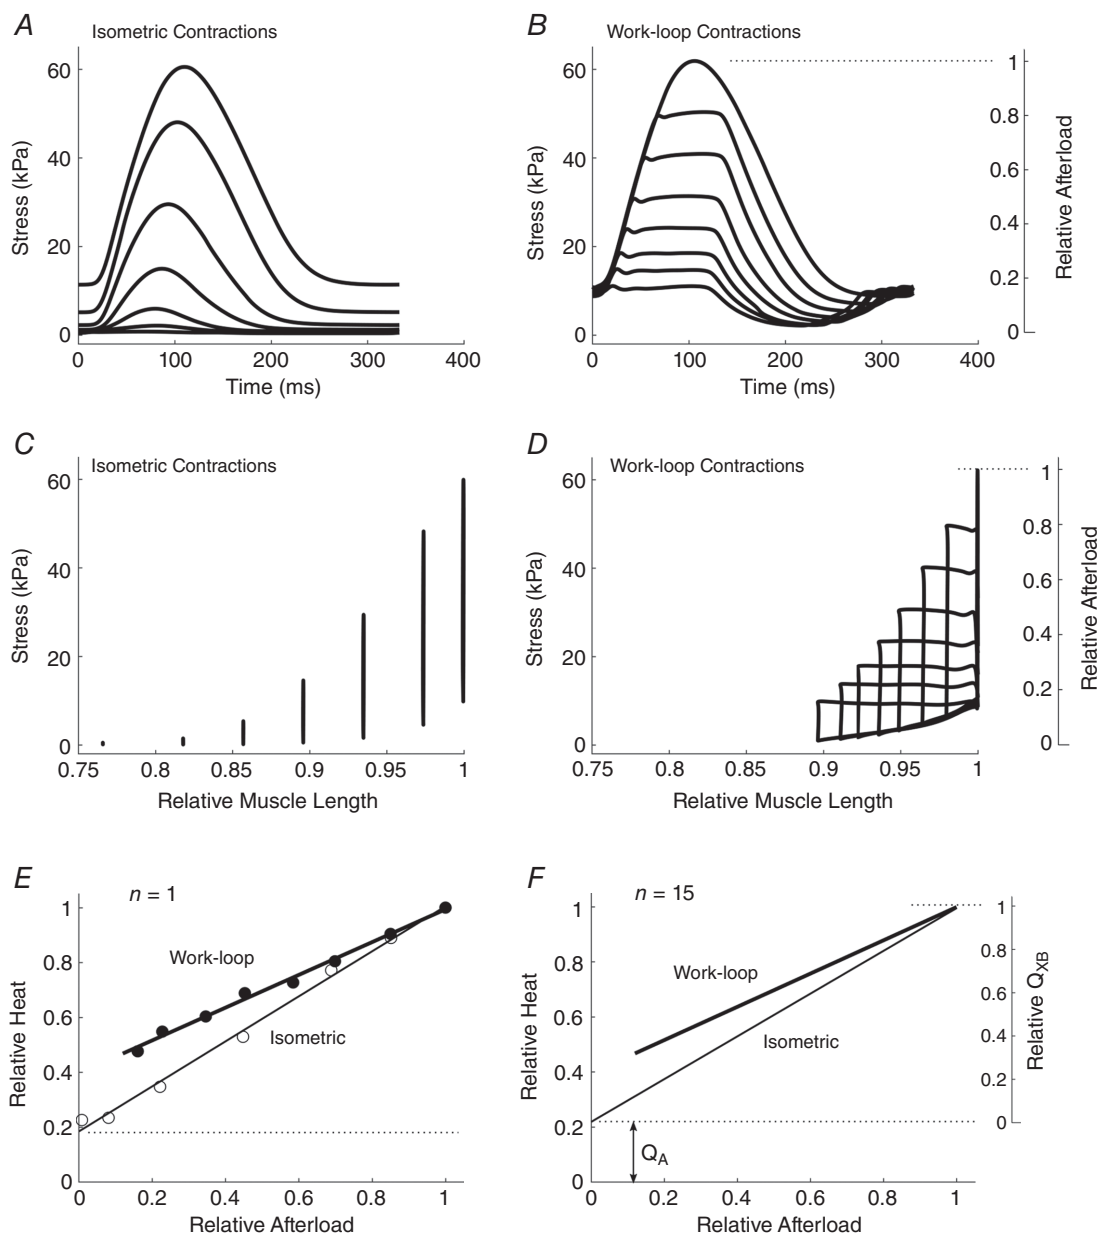 A
Isometric Contractions
60
40
20
0
Stress (kPa)
0 100 200 300 400
Time (ms)
B
Work-loop Contractions
60
40
20
0
Stress (kPa)
0 100 200 300 400
Time (ms)
1
0.8
0.6
0.4
0.2
0
Relative Afterload
C
Isometric Contractions
60
40
20
0
Stress (kPa)
0.75 0.8 0.85 0.9 0.95 1
Relative Muscle Length
D
Work-loop Contractions
60
40
20
0
Stress (kPa)
0.75 0.8 0.85 0.9 0.95 1
Relative Muscle Length
1
0.8
0.6
0.4
0.2
0
Relative Afterload
E
n = 1
1
0.8
0.6
0.4
0.2
0
Relative Heat
Work-loop
Isometric
0 0.2 0.4 0.6 0.8 1
Relative Afterload
F
n = 15
1
0.8
0.6
0.4
0.2
0
Relative Heat
Work-loop
Isometric
QA
0 0.2 0.4 0.6 0.8 1
Relative Afterload
1
0.8
0.6
0.4
0.2
0
Relative QXB